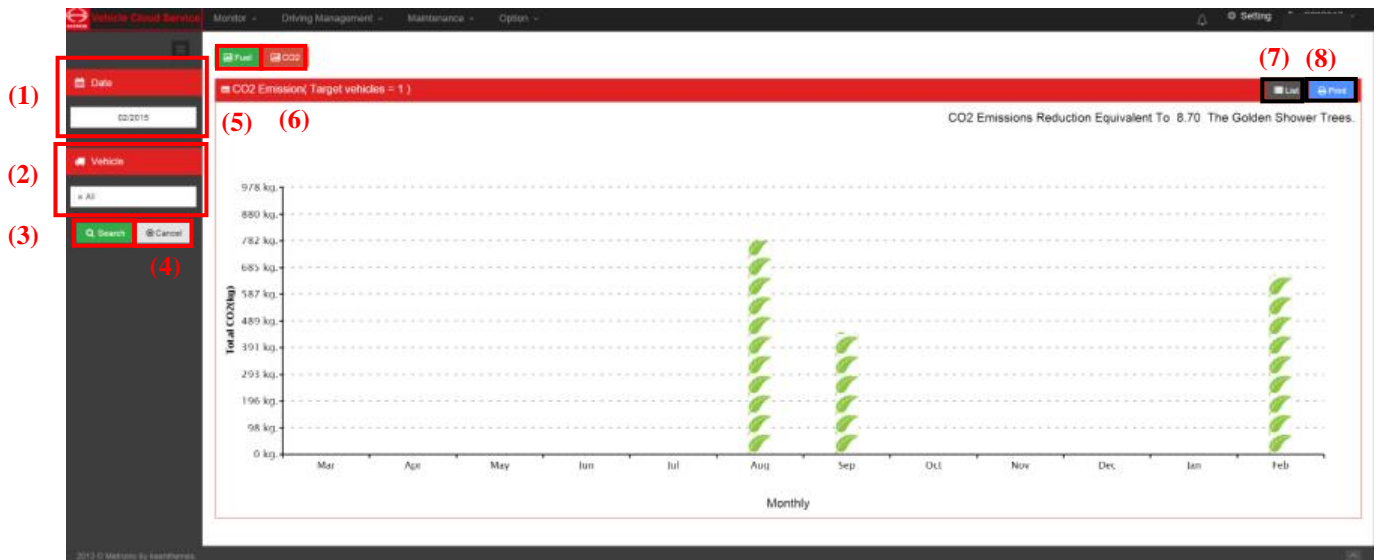 Vehicle Cloud Service Monitor Driving Management Maintenance Option Setting
Fuel CO2
(7) (8)
(1) Date
CO2 Emission( Target vehicles = 1 ) List Print
02/2015
(5) (6)
CO2 Emissions Reduction Equivalent To 8.70 The Golden Shower Trees.
(2) Vehicle
× All
(3) Search Cancel
(4)
978 kg.
880 kg.
782 kg.
685 kg.
587 kg.
489 kg.
391 kg.
293 kg.
196 kg.
98 kg.
0 kg.
Total CO2(kg)
Mar Apr May Jun Jul Aug Sep Oct Nov Dec Jan Feb
Monthly
2013 © Metronic by keenthemes.